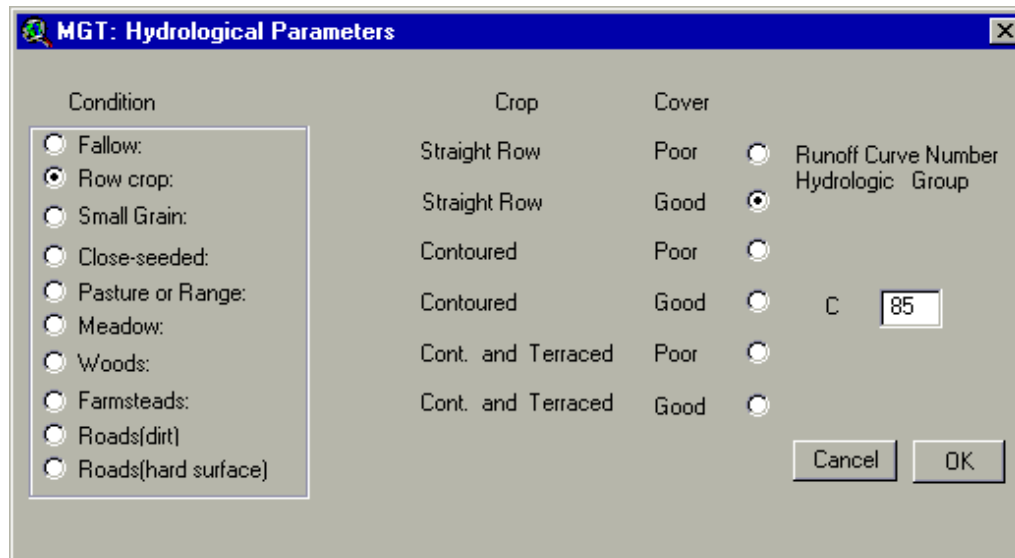 MGT: Hydrological Parameters
Condition
Fallow:
Row crop:
Small Grain:
Close-seeded:
Pasture or Range:
Meadow:
Woods:
Farmsteads:
Roads(dirt)
Roads(hard surface)
Crop Cover
Straight Row Poor
Straight Row Good
Contoured Poor
Contoured Good
Cont. and Terraced Poor
Cont. and Terraced Good
Runoff Curve Number
Hydrologic Group
C 85
Cancel OK